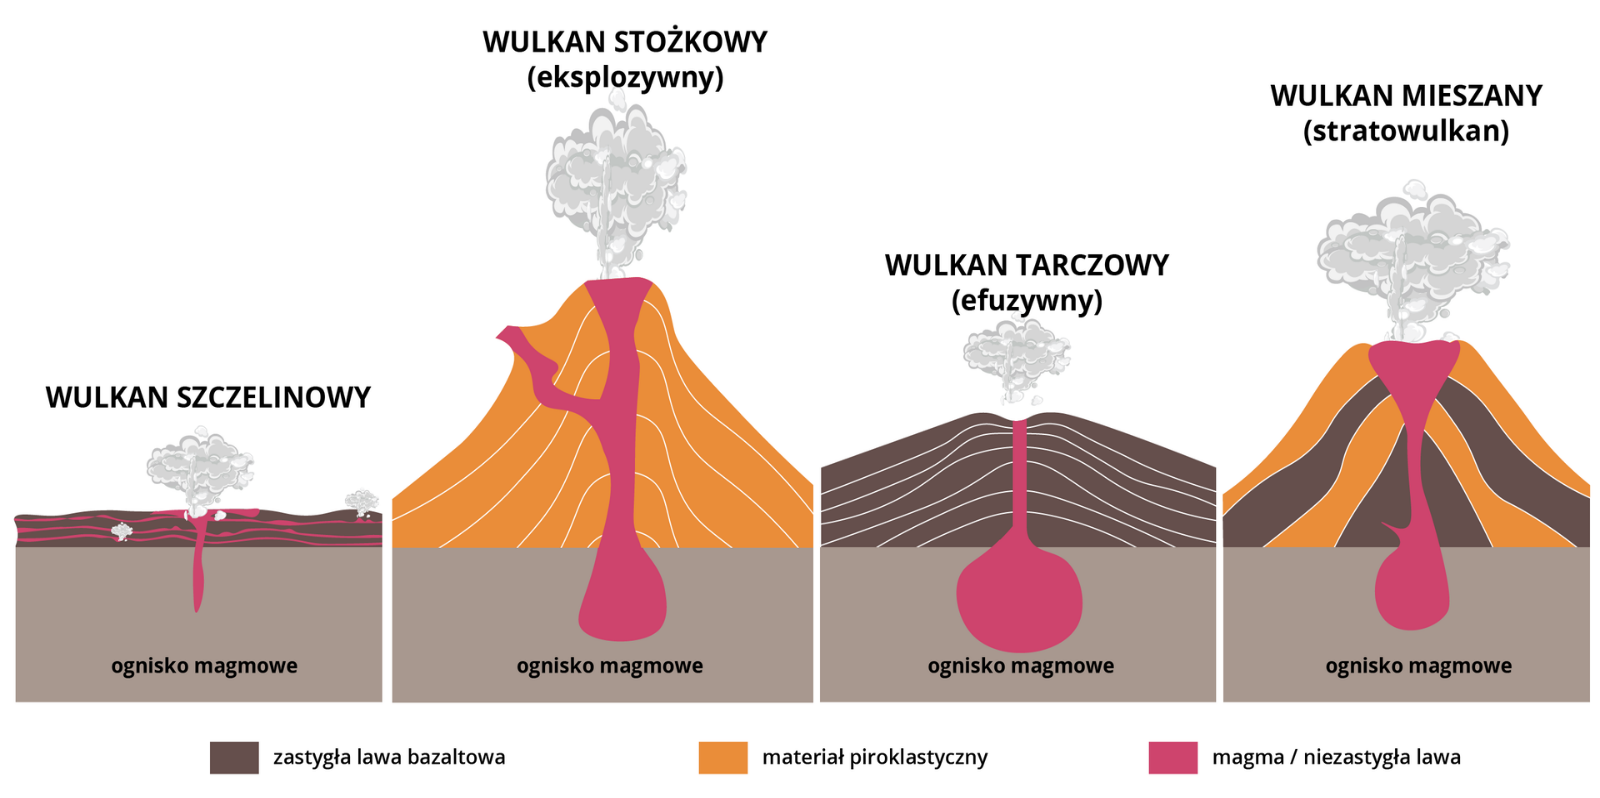 WULKAN STOŻKOWY
(eksplozywny)
WULKAN MIESZANY
(stratowulkan)
WULKAN TARCZOWY
(efuzywny)
WULKAN SZCZELINOWY
ognisko magmowe
ognisko magmowe
ognisko magmowe
ognisko magmowe
zastygła lawa bazaltowa
materiał piroklastyczny
magma / niezastygła lawa